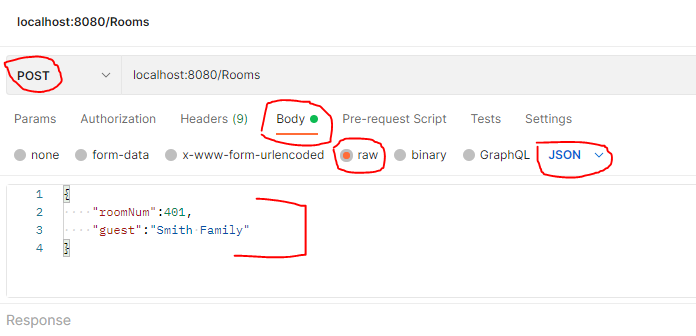 localhost:8080/Rooms
POST localhost:8080/Rooms
Params Authorization Headers (9) Body Pre-request Script Tests Settings
none form-data x-www-form-urlencoded raw binary GraphQL JSON
1 {
2 ····"roomNum":401,
3 ····"guest":"Smith·Family"
4 }
Response